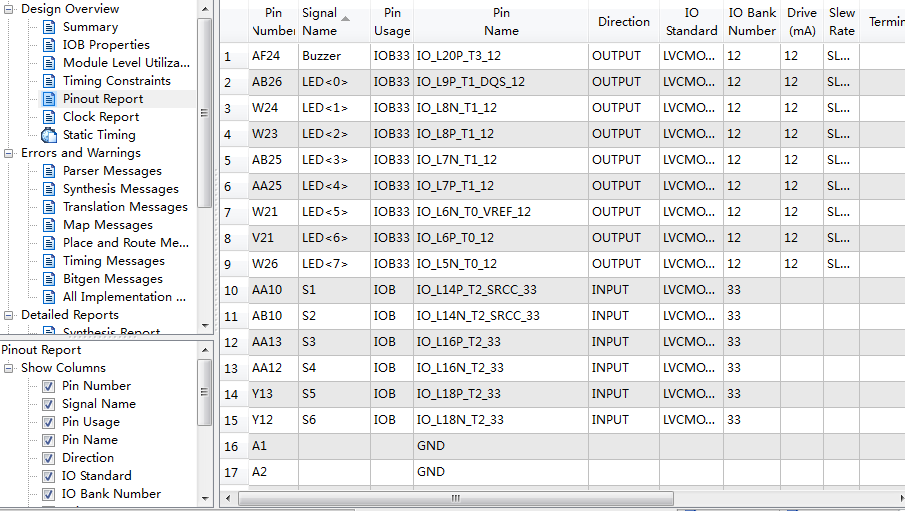 Design Overview
Summary
IOB Properties
Module Level Utiliza...
Timing Constraints
Pinout Report
Clock Report
Static Timing
Errors and Warnings
Parser Messages
Synthesis Messages
Translation Messages
Map Messages
Place and Route Me...
Timing Messages
Bitgen Messages
All Implementation ...
Detailed Reports
Synthesis Report
Pinout Report
Show Columns
Pin Number
Signal Name
Pin Usage
Pin Name
Direction
IO Standard
IO Bank Number
Pin Number Signal Name Pin Usage Pin Name Direction IO Standard IO Bank Number Drive (mA) Slew Rate Termin
1 AF24 Buzzer IOB33 IO_L20P_T3_12 OUTPUT LVCMO... 12 12 SL...
2 AB26 LED<0> IOB33 IO_L9P_T1_DQS_12 OUTPUT LVCMO... 12 12 SL...
3 W24 LED<1> IOB33 IO_L8N_T1_12 OUTPUT LVCMO... 12 12 SL...
4 W23 LED<2> IOB33 IO_L8P_T1_12 OUTPUT LVCMO... 12 12 SL...
5 AB25 LED<3> IOB33 IO_L7N_T1_12 OUTPUT LVCMO... 12 12 SL...
6 AA25 LED<4> IOB33 IO_L7P_T1_12 OUTPUT LVCMO... 12 12 SL...
7 W21 LED<5> IOB33 IO_L6N_T0_VREF_12 OUTPUT LVCMO... 12 12 SL...
8 V21 LED<6> IOB33 IO_L6P_T0_12 OUTPUT LVCMO... 12 12 SL...
9 W26 LED<7> IOB33 IO_L5N_T0_12 OUTPUT LVCMO... 12 12 SL...
10 AA10 S1 IOB IO_L14P_T2_SRCC_33 INPUT LVCMO... 33
11 AB10 S2 IOB IO_L14N_T2_SRCC_33 INPUT LVCMO... 33
12 AA13 S3 IOB IO_L16P_T2_33 INPUT LVCMO... 33
13 AA12 S4 IOB IO_L16N_T2_33 INPUT LVCMO... 33
14 Y13 S5 IOB IO_L18P_T2_33 INPUT LVCMO... 33
15 Y12 S6 IOB IO_L18N_T2_33 INPUT LVCMO... 33
16 A1 GND
17 A2 GND